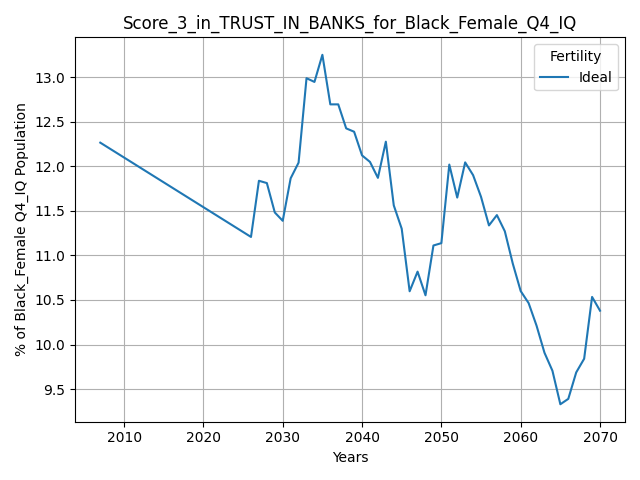 Score_3_in_TRUST_IN_BANKS_for_Black_Female_Q4_IQ
Fertility
Ideal
% of Black_Female Q4_IQ Population
13.0
12.5
12.0
11.5
11.0
10.5
10.0
9.5
2010 2020 2030 2040 2050 2060 2070
Years